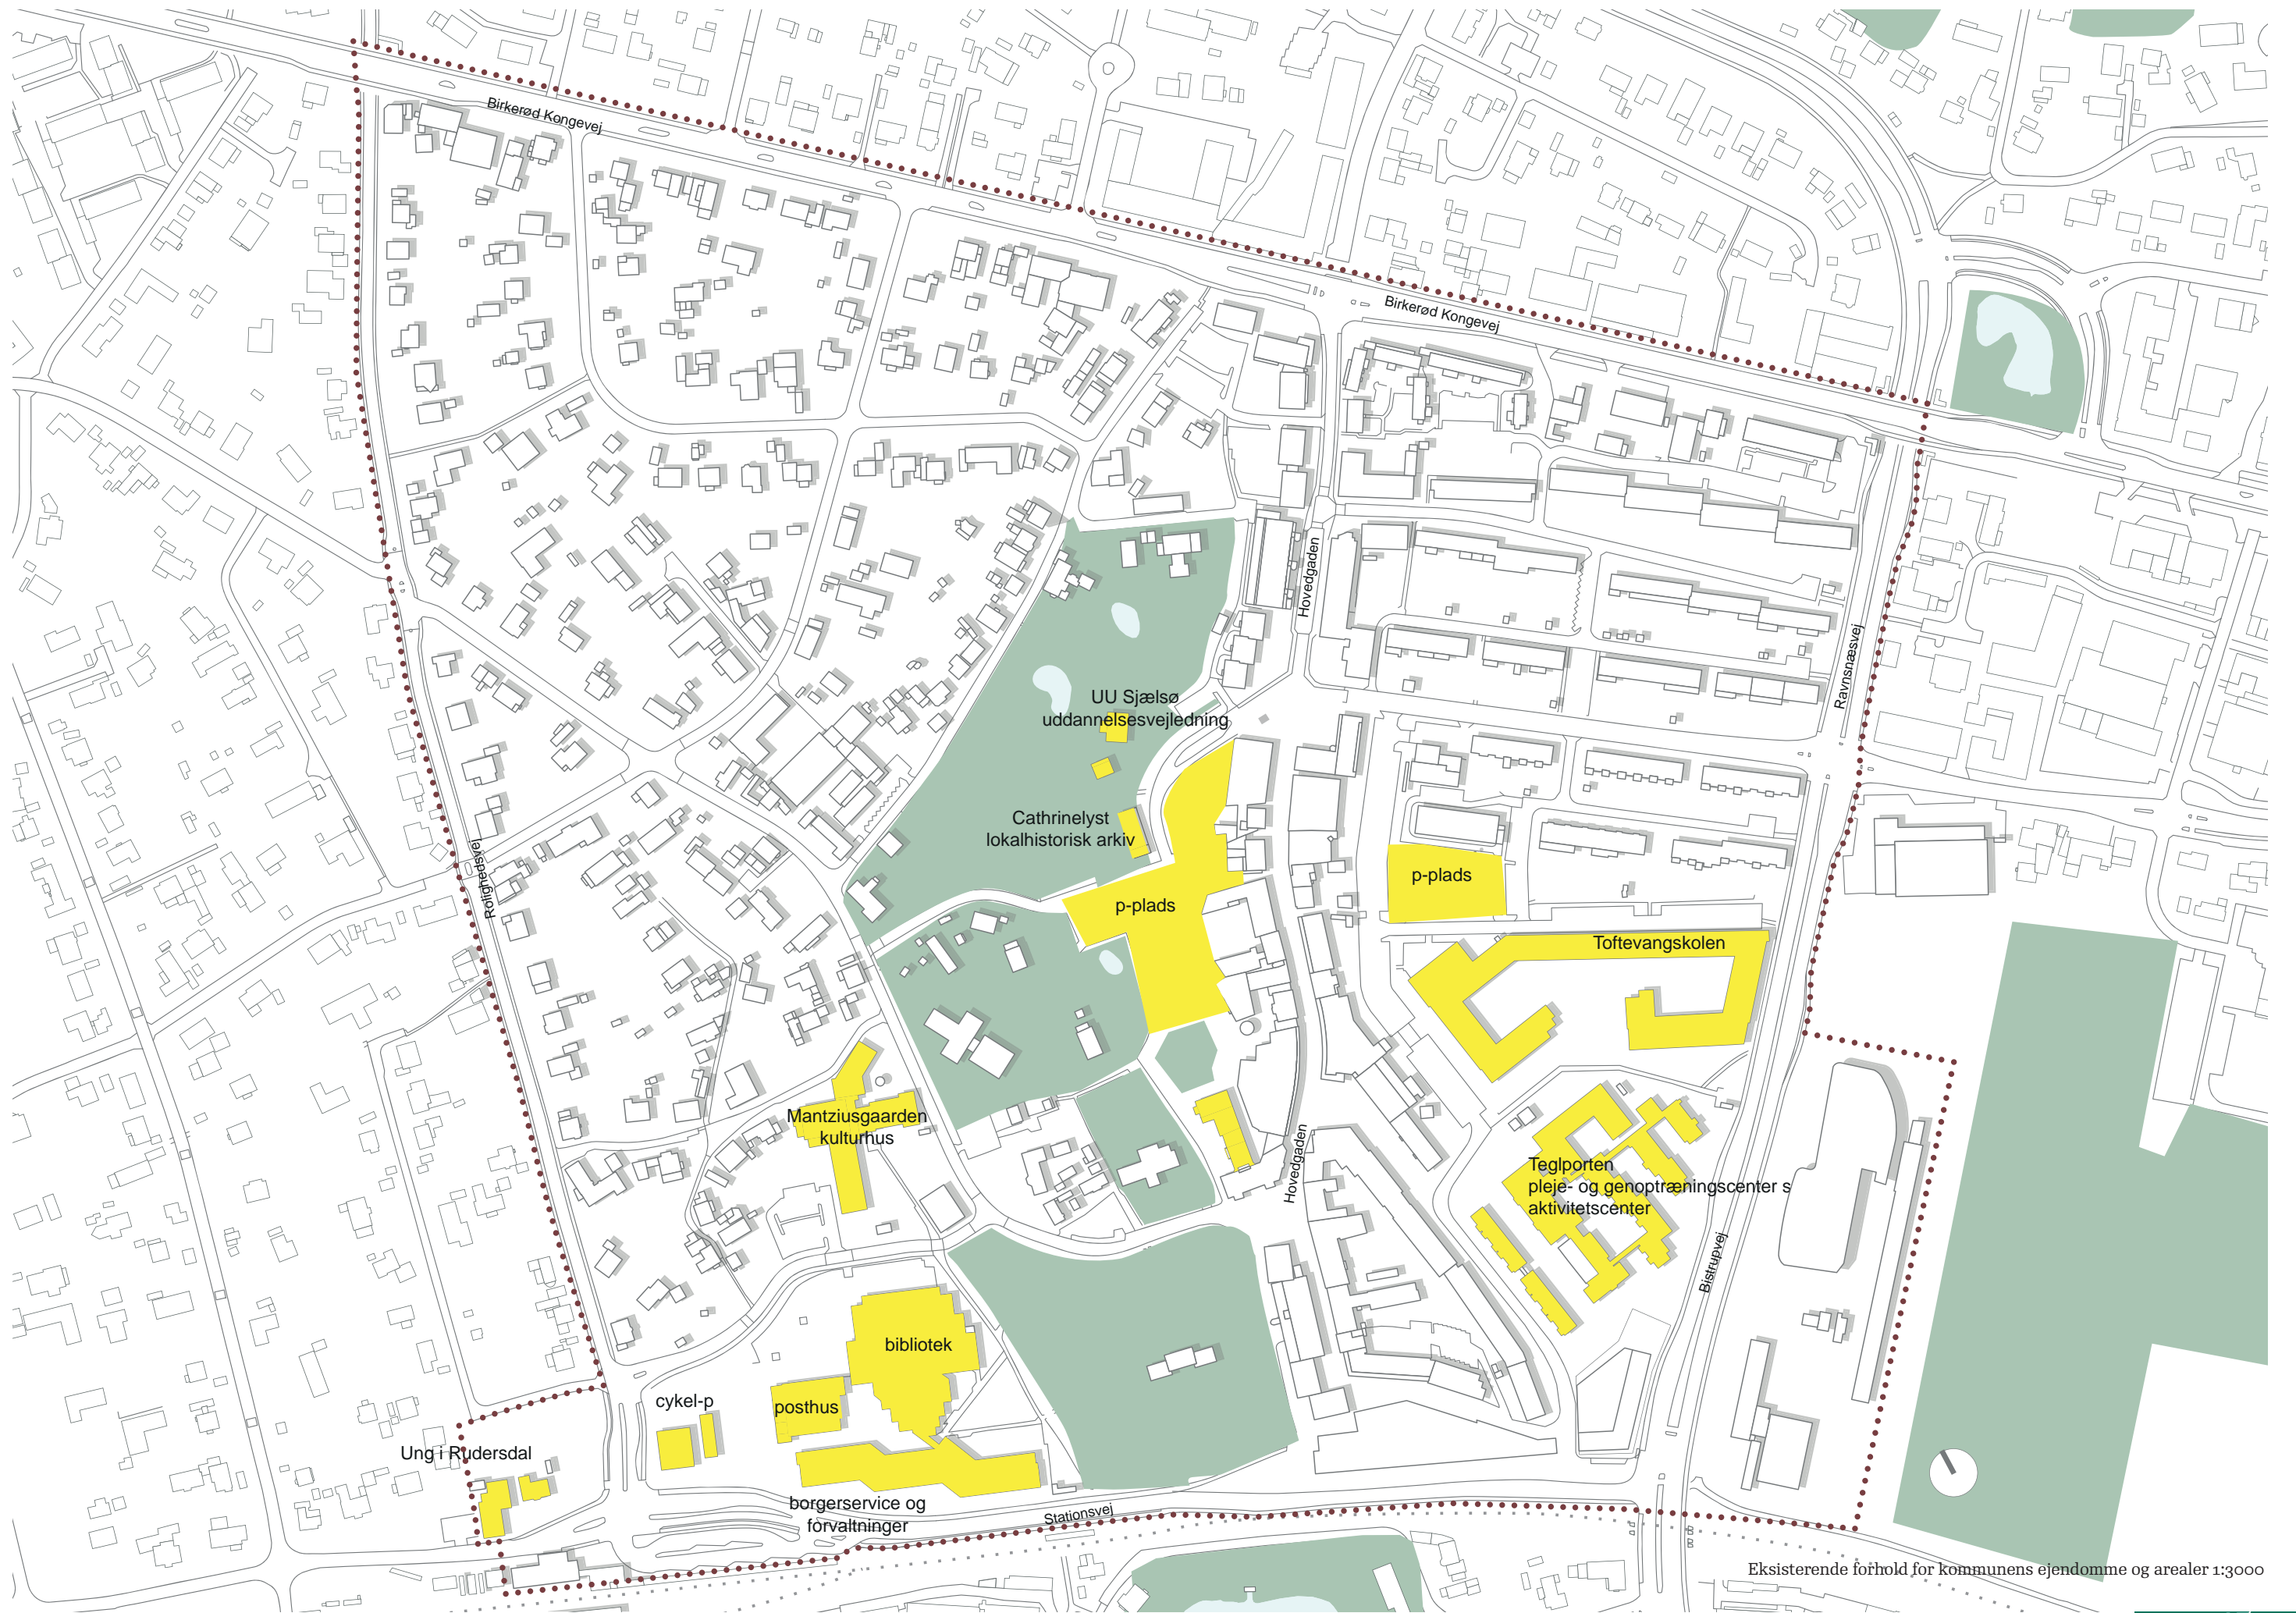 Birkerød Kongevej
Birkerød Kongevej
Hovedgaden
Ravnsnæsvej
UU Sjælsø
uddannelsesvejledning
Cathrinelyst
lokalhistorisk arkiv
Rolighedsvej
p-plads
p-plads
Toftevangskolen
Mantziusgaarden
kulturhus
Hovedgaden
Teglporten
pleje- og genoptræningscenter s
aktivitetscenter
Bistrupvej
bibliotek
cykel-p
posthus
Ung i Rudersdal
borgerservice og
forvaltninger
Stationsvej
Eksisterende forhold for kommunens ejendomme og arealer 1:3000